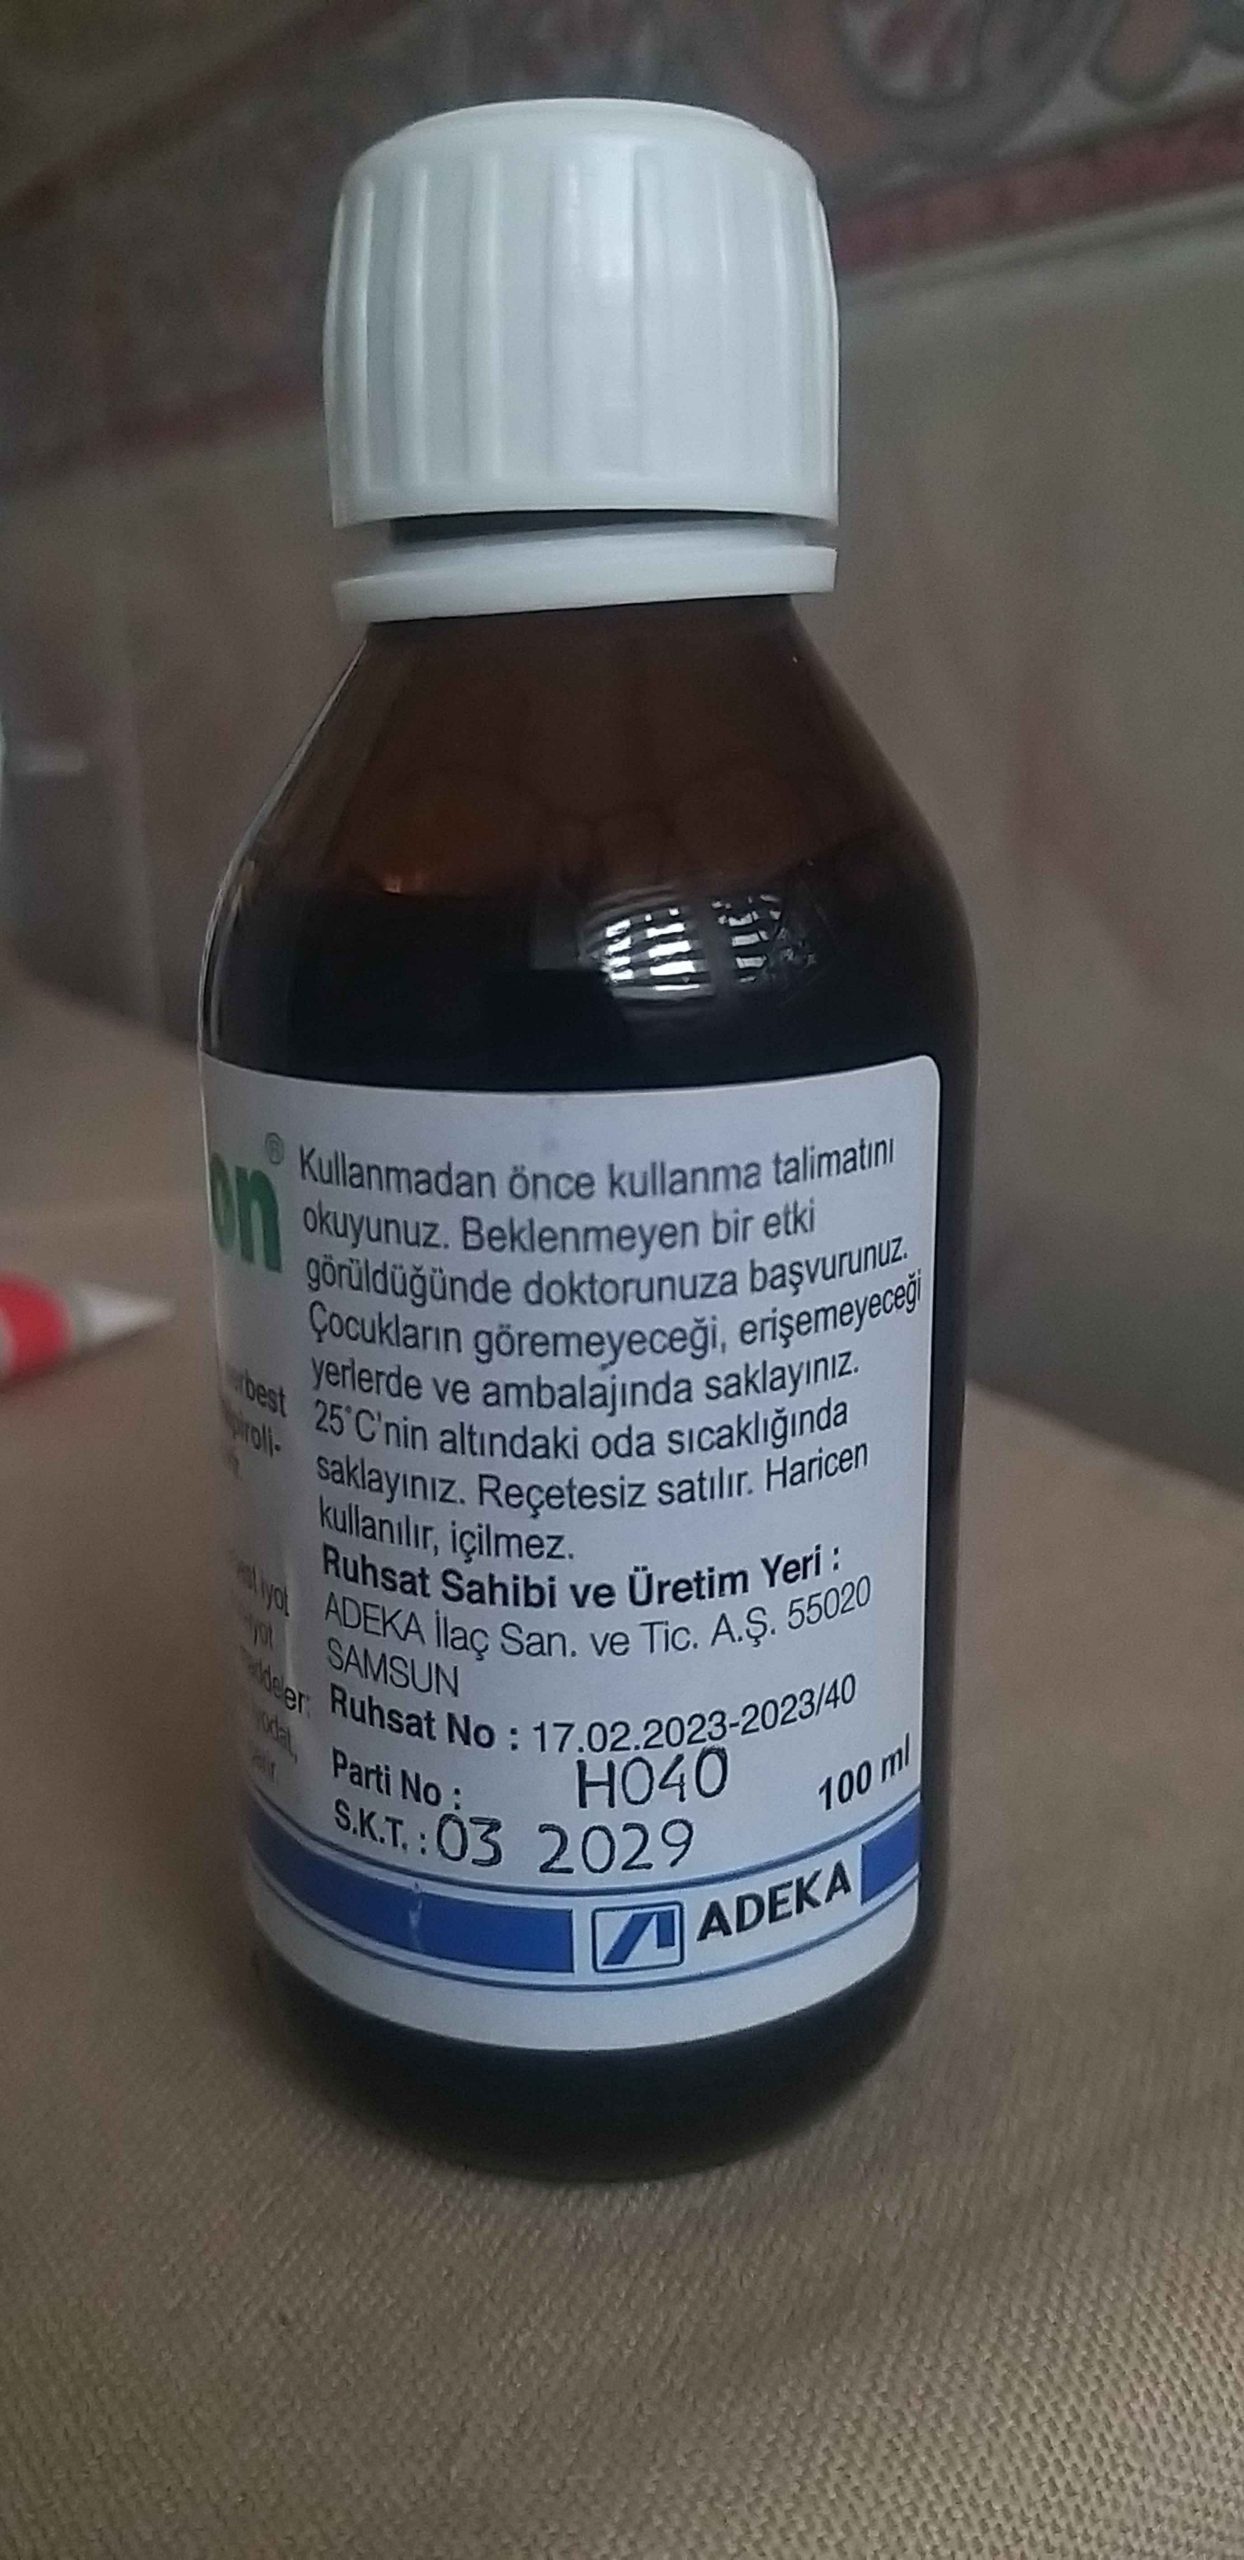 on®
Kullanmadan önce kullanma talimatını
okuyunuz. Beklenmeyen bir etki
görüldüğünde doktorunuza başvurunuz.
Çocukların göremeyeceği, erişemeyeceği
yerlerde ve ambalajında saklayınız.
25°C'nin altındaki oda sıcaklığında
saklayınız. Reçetesiz satılır. Haricen
kullanılır, içilmez.
Ruhsat Sahibi ve Üretim Yeri :
ADEKA İlaç San. ve Tic. A.Ş. 55020
SAMSUN
Ruhsat No : 17.02.2023-2023/40
Parti No : H040
100 ml
S.K.T. : 03 2029
ADEKA